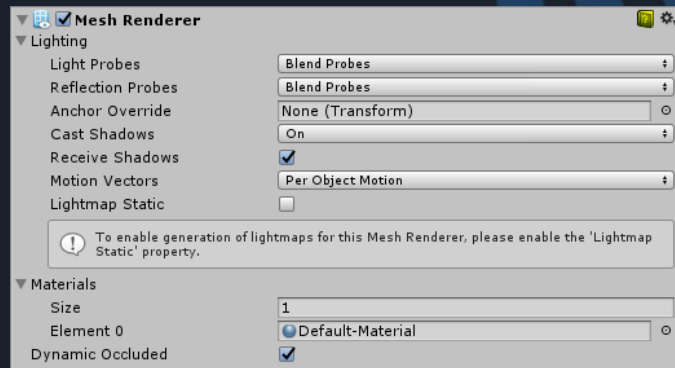 Mesh Renderer
Lighting
Light Probes Blend Probes
Reflection Probes Blend Probes
Anchor Override None (Transform)
Cast Shadows On
Receive Shadows
Motion Vectors Per Object Motion
Lightmap Static
To enable generation of lightmaps for this Mesh Renderer, please enable the 'Lightmap
Static' property.
Materials
Size 1
Element 0 Default-Material
Dynamic Occluded